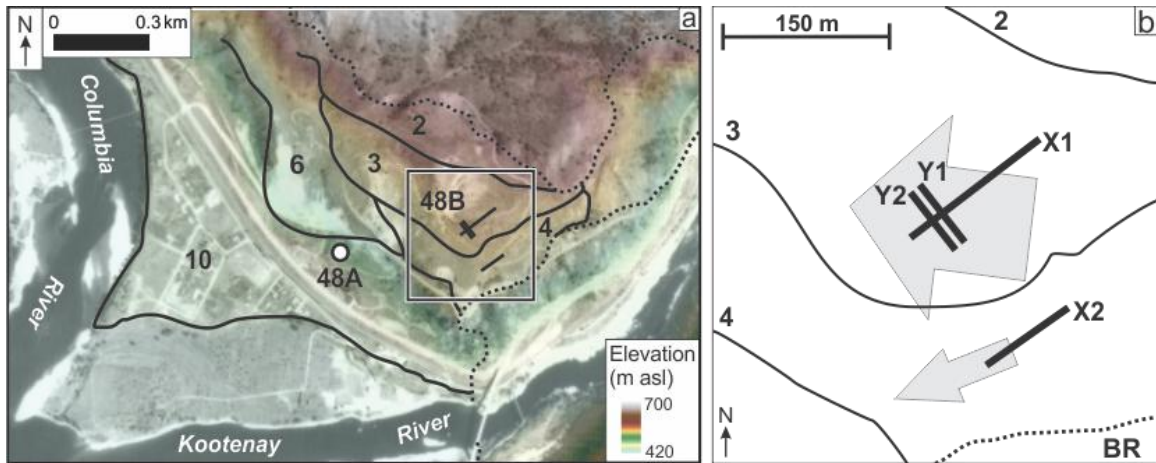 a
N
0
0.3 km
Columbia
River
2
6
3
48B
4
48A
10
Elevation
(m asl)
700
420
Kootenay
River
b
150 m
2
3
X1
Y1
Y2
4
X2
N
BR